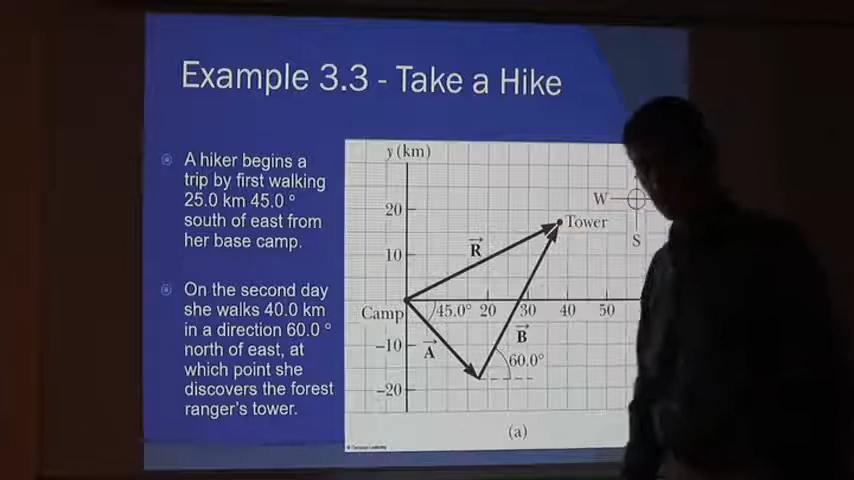 Example 3.3 - Take a Hike
A hiker begins a
trip by first walking
25.0 km 45.0 °
south of east from
her base camp.
On the second day
she walks 40.0 km
in a direction 60.0 °
north of east, at
which point she
discovers the forest
ranger's tower.
y (km)
20
10
Camp
-10
-20
45.0° 20 30 40 50
R
A
B
60.0°
Tower
W
S
(a)